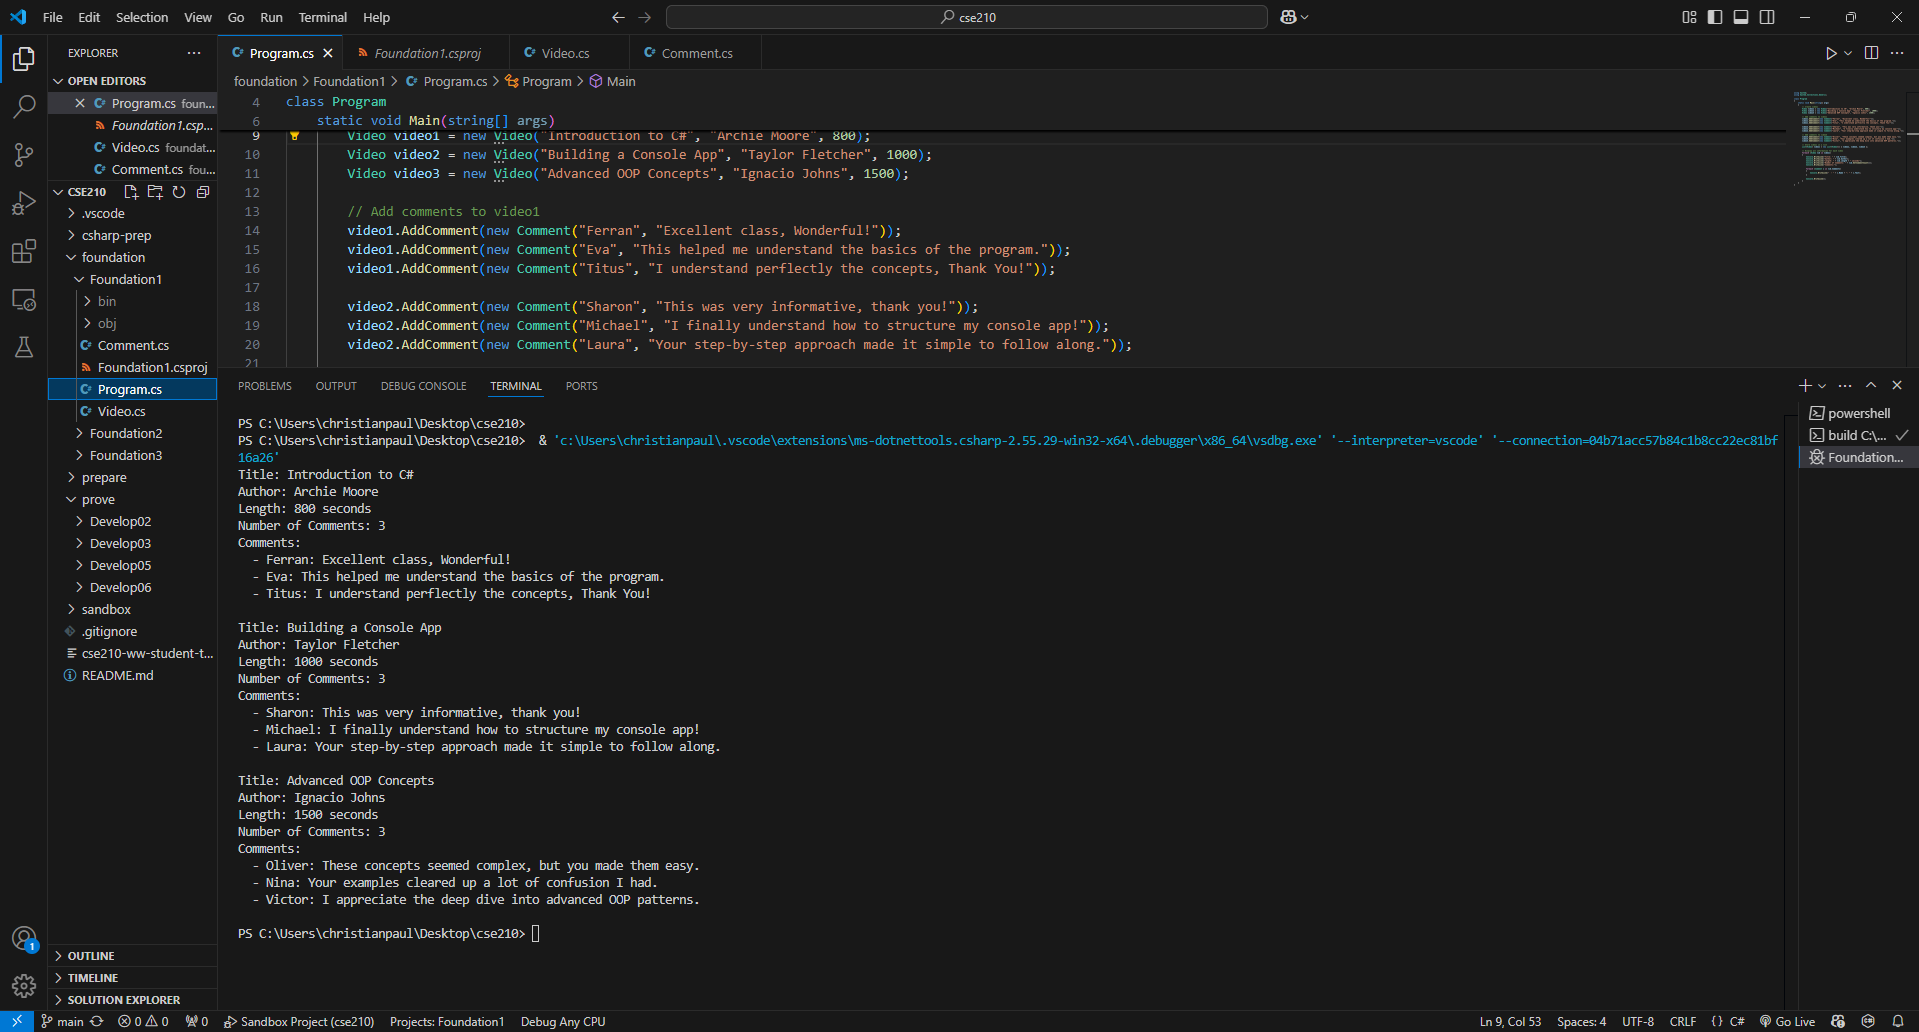 File Edit Selection View Go Run Terminal Help
cse210
EXPLORER
OPEN EDITORS
Program.cs foun...
Foundation1.csp...
Video.cs foundat...
Comment.cs fou...
CSE210
.vscode
csharp-prep
foundation
Foundation1
bin
obj
Comment.cs
Foundation1.csproj
Program.cs
Video.cs
Foundation2
Foundation3
prepare
prove
Develop02
Develop03
Develop05
Develop06
sandbox
.gitignore
cse210-ww-student-t...
README.md
OUTLINE
TIMELINE
SOLUTION EXPLORER
Program.cs Foundation1.csproj Video.cs Comment.cs
foundation > Foundation1 > Program.cs > Program > Main
4 class Program
6 static void Main(string[] args)
9 Video video1 = new Video("Introduction to C#", "Archie Moore", 800);
10 Video video2 = new Video("Building a Console App", "Taylor Fletcher", 1000);
11 Video video3 = new Video("Advanced OOP Concepts", "Ignacio Johns", 1500);
12
13 // Add comments to video1
14 video1.AddComment(new Comment("Ferran", "Excellent class, Wonderful!"));
15 video1.AddComment(new Comment("Eva", "This helped me understand the basics of the program."));
16 video1.AddComment(new Comment("Titus", "I understand perflectly the concepts, Thank You!"));
17
18 video2.AddComment(new Comment("Sharon", "This was very informative, thank you!"));
19 video2.AddComment(new Comment("Michael", "I finally understand how to structure my console app!"));
20 video2.AddComment(new Comment("Laura", "Your step-by-step approach made it simple to follow along."));
21
PROBLEMS OUTPUT DEBUG CONSOLE TERMINAL PORTS
PS C:\Users\christianpaul\Desktop\cse210>
PS C:\Users\christianpaul\Desktop\cse210> & 'c:\Users\christianpaul\.vscode\extensions\ms-dotnettools.csharp-2.55.29-win32-x64\.debugger\x86_64\vsdbg.exe' '--interpreter=vscode' '--connection=04b71acc57b84c1b8cc22ec81bf
16a26'
Title: Introduction to C#
Author: Archie Moore
Length: 800 seconds
Number of Comments: 3
Comments:
- Ferran: Excellent class, Wonderful!
- Eva: This helped me understand the basics of the program.
- Titus: I understand perflectly the concepts, Thank You!
Title: Building a Console App
Author: Taylor Fletcher
Length: 1000 seconds
Number of Comments: 3
Comments:
- Sharon: This was very informative, thank you!
- Michael: I finally understand how to structure my console app!
- Laura: Your step-by-step approach made it simple to follow along.
Title: Advanced OOP Concepts
Author: Ignacio Johns
Length: 1500 seconds
Number of Comments: 3
Comments:
- Oliver: These concepts seemed complex, but you made them easy.
- Nina: Your examples cleared up a lot of confusion I had.
- Victor: I appreciate the deep dive into advanced OOP patterns.
PS C:\Users\christianpaul\Desktop\cse210>
powershell
build C:\...
Foundation...
1
main 0 0 0 Sandbox Project (cse210) Projects: Foundation1 Debug Any CPU Ln 9, Col 53 Spaces: 4 UTF-8 CRLF {} C# Go Live